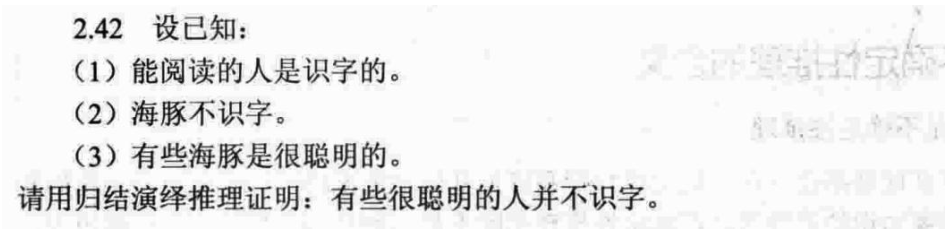 2.42 设已知：
（1）能阅读的人是识字的。
（2）海豚不识字。
（3）有些海豚是很聪明的。
请用归结演绎推理证明：有些很聪明的人并不识字。